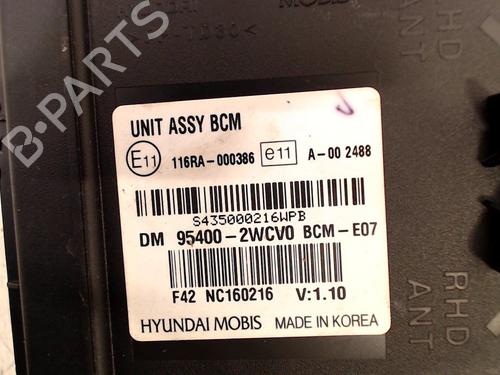 MOBIS
B-PARTS
UNIT ASSY BCM
E11 116RA-000386 e11 A-00 2488
S435000216WPB
DM 95400-2WCV0 BCM-E07
F42 NC160216 V:1.10
HYUNDAI MOBIS MADE IN KOREA
RHD
ANT
RHD
ANT